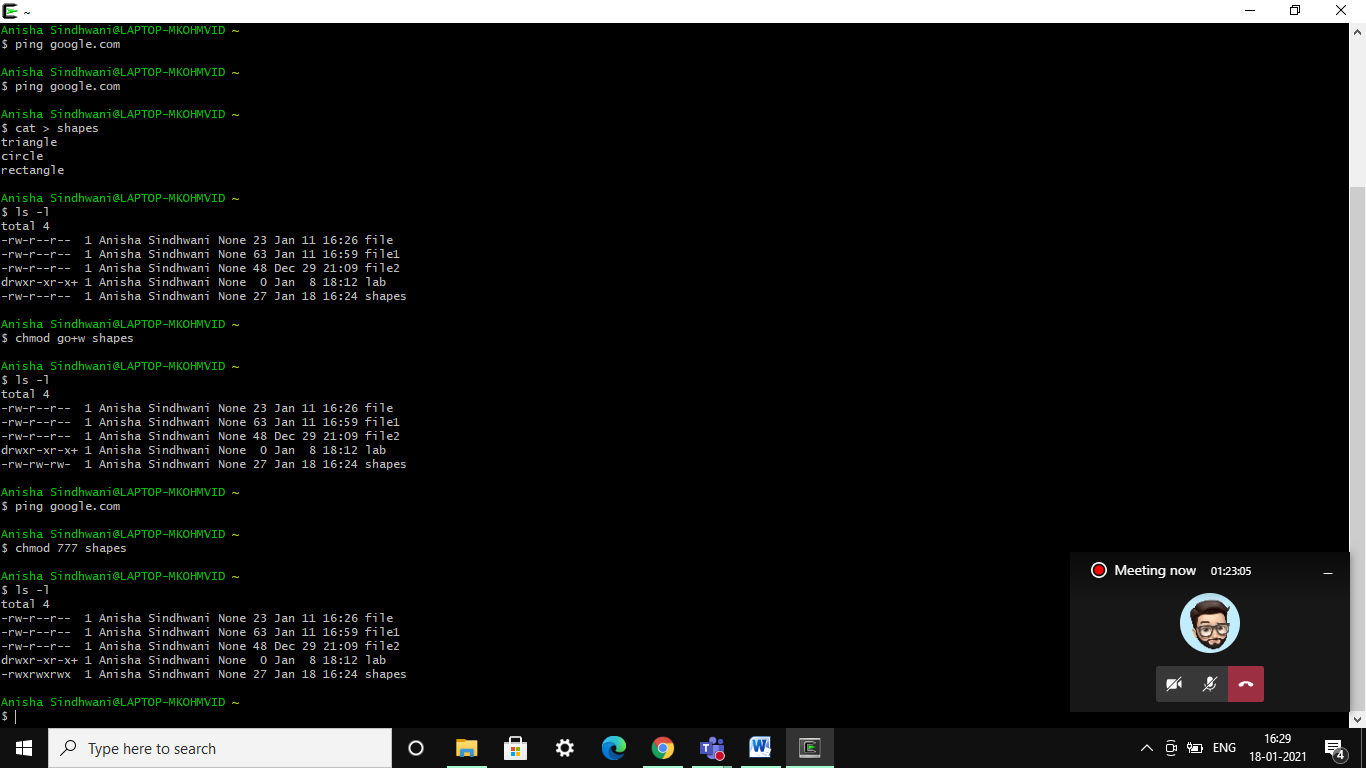 ~
Anisha Sindhwani@LAPTOP-MKOHMVID ~
$ ping google.com
Anisha Sindhwani@LAPTOP-MKOHMVID ~
$ ping google.com
Anisha Sindhwani@LAPTOP-MKOHMVID ~
$ cat > shapes
triangle
circle
rectangle
Anisha Sindhwani@LAPTOP-MKOHMVID ~
$ ls -l
total 4
-rw-r--r--  1 Anisha Sindhwani None 23 Jan 11 16:26 file
-rw-r--r--  1 Anisha Sindhwani None 63 Jan 11 16:59 file1
-rw-r--r--  1 Anisha Sindhwani None 48 Dec 29 21:09 file2
drwxr-xr-x+ 1 Anisha Sindhwani None  0 Jan  8 18:12 lab
-rw-r--r--  1 Anisha Sindhwani None 27 Jan 18 16:24 shapes
Anisha Sindhwani@LAPTOP-MKOHMVID ~
$ chmod go+w shapes
Anisha Sindhwani@LAPTOP-MKOHMVID ~
$ ls -l
total 4
-rw-r--r--  1 Anisha Sindhwani None 23 Jan 11 16:26 file
-rw-r--r--  1 Anisha Sindhwani None 63 Jan 11 16:59 file1
-rw-r--r--  1 Anisha Sindhwani None 48 Dec 29 21:09 file2
drwxr-xr-x+ 1 Anisha Sindhwani None  0 Jan  8 18:12 lab
-rw-rw-rw-  1 Anisha Sindhwani None 27 Jan 18 16:24 shapes
Anisha Sindhwani@LAPTOP-MKOHMVID ~
$ ping google.com
Anisha Sindhwani@LAPTOP-MKOHMVID ~
$ chmod 777 shapes
Anisha Sindhwani@LAPTOP-MKOHMVID ~
$ ls -l
total 4
-rw-r--r--  1 Anisha Sindhwani None 23 Jan 11 16:26 file
-rw-r--r--  1 Anisha Sindhwani None 63 Jan 11 16:59 file1
-rw-r--r--  1 Anisha Sindhwani None 48 Dec 29 21:09 file2
drwxr-xr-x+ 1 Anisha Sindhwani None  0 Jan  8 18:12 lab
-rwxrwxrwx  1 Anisha Sindhwani None 27 Jan 18 16:24 shapes
Anisha Sindhwani@LAPTOP-MKOHMVID ~
$
Meeting now 01:23:05
Type here to search
ENG
16:29
18-01-2021
4